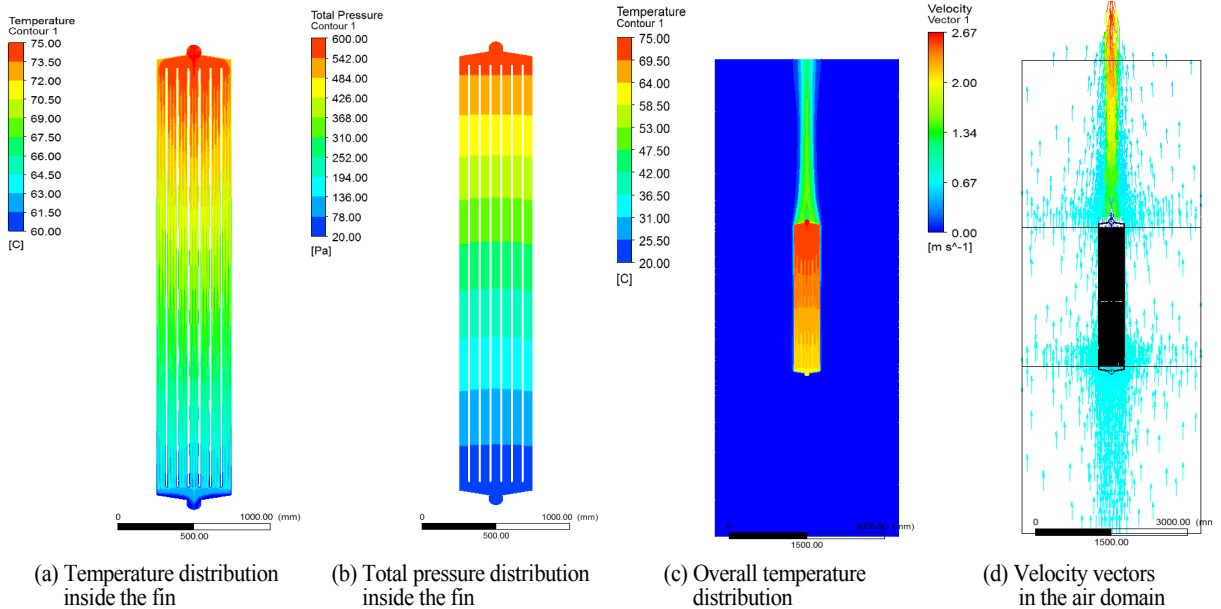 Temperature
Contour 1
75.00
73.50
72.00
70.50
69.00
67.50
66.00
64.50
63.00
61.50
60.00
[C]
0
1000.00
(mm)
500.00
(a) Temperature distribution
inside the fin
Total Pressure
Contour 1
600.00
542.00
484.00
426.00
368.00
310.00
252.00
194.00
136.00
78.00
20.00
[Pa]
0
1000.00
(mm)
500.00
(b) Total pressure distribution
inside the fin
Temperature
Contour 1
75.00
69.50
64.00
58.50
53.00
47.50
42.00
36.50
31.00
25.50
20.00
[C]
0
3000.00
(mm)
1500.00
(c) Overall temperature
distribution
Velocity
Vector 1
2.67
2.00
1.34
0.67
0.00
[m s^-1]
0
3000.00
(mm)
1500.00
(d) Velocity vectors
in the air domain